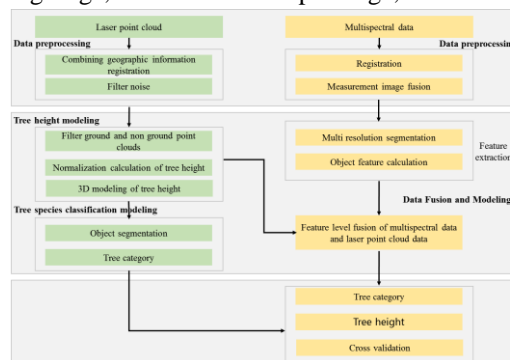 Laser point cloud
Multispectral data
Data preprocessing
Data preprocessin
Combining geographic information
registration
Filter noise
Registration
Measurement image fusion
Tree height modeling
Filter ground and non ground point
clouds
Normalization calculation of tree height
3D modeling of tree height
Multi resolution segmentation
Object feature calculation
Feature
extraction
Tree species classification modeling
Data Fusion and Modeling
Object segmentation
Tree category
Feature level fusion of multispectral data
and laser point cloud data
Tree category
Tree height
Cross validation